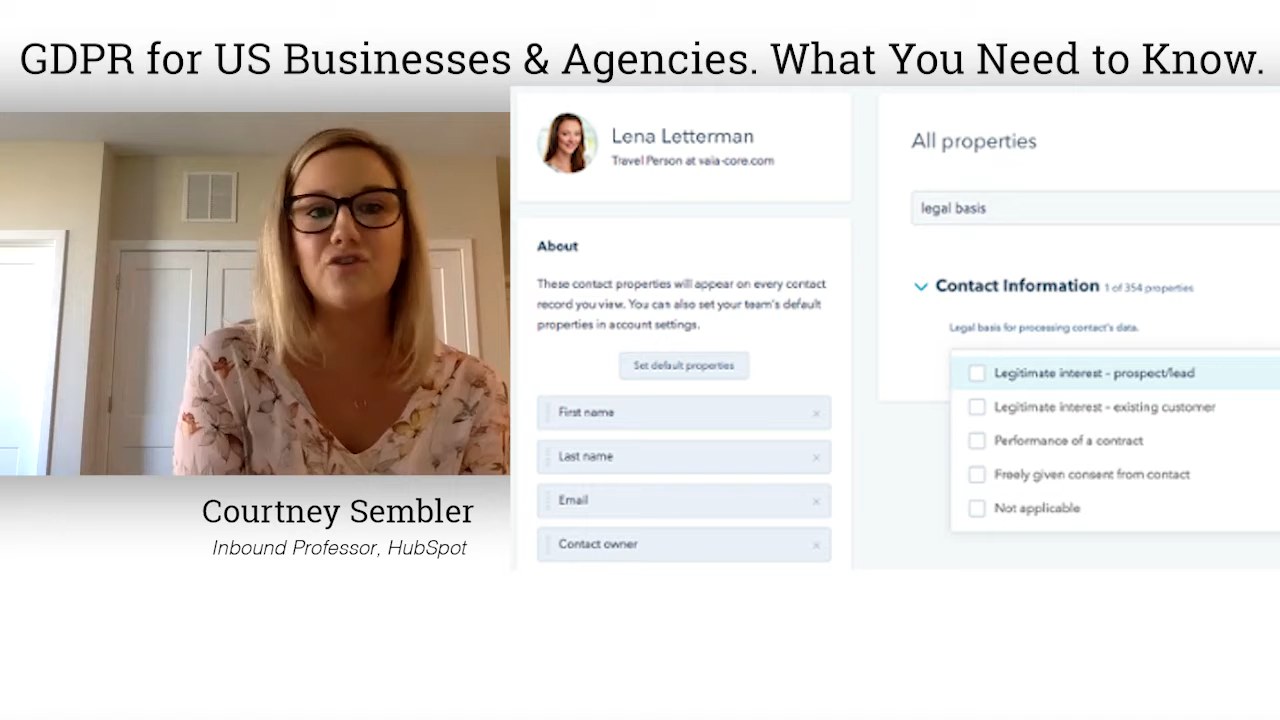 GDPR for US Businesses & Agencies. What You Need to Know.
Lena Letterman
Travel Person at vaia-core.com
About
These contact properties will appear on every contact
record you view. You can also set your team's default
properties in account settings.
Set default properties
First name
Last name
Email
Contact owner
All properties
legal basis
Contact Information 1 of 354 properties
Legal basis for processing contact's data.
Legitimate interest – prospect/lead
Legitimate interest – existing customer
Performance of a contract
Freely given consent from contact
Not applicable
Courtney Sembler
Inbound Professor, HubSpot